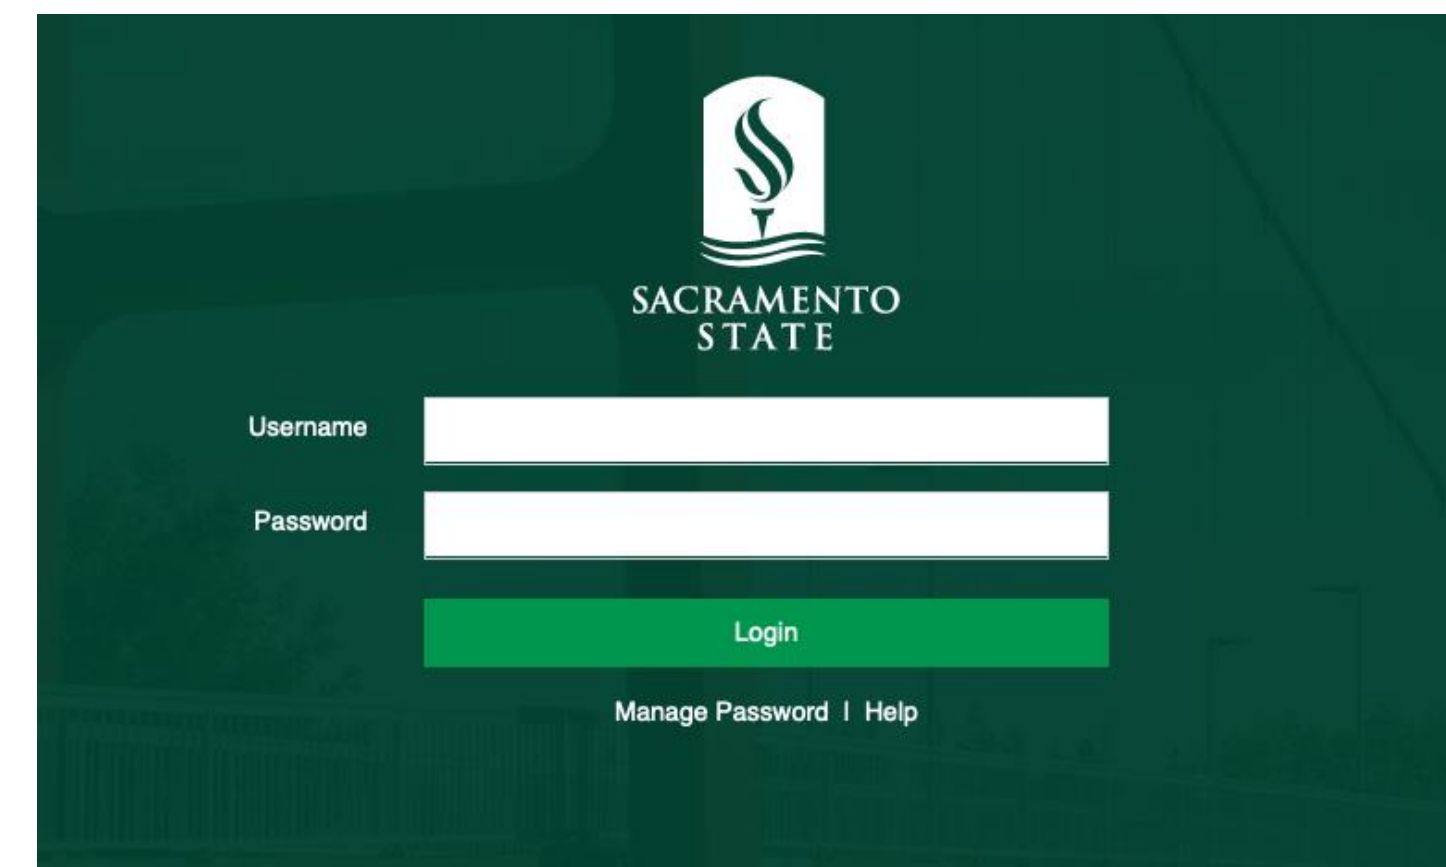 SACRAMENTO
STATE
Username
Password
Login
Manage Password | Help